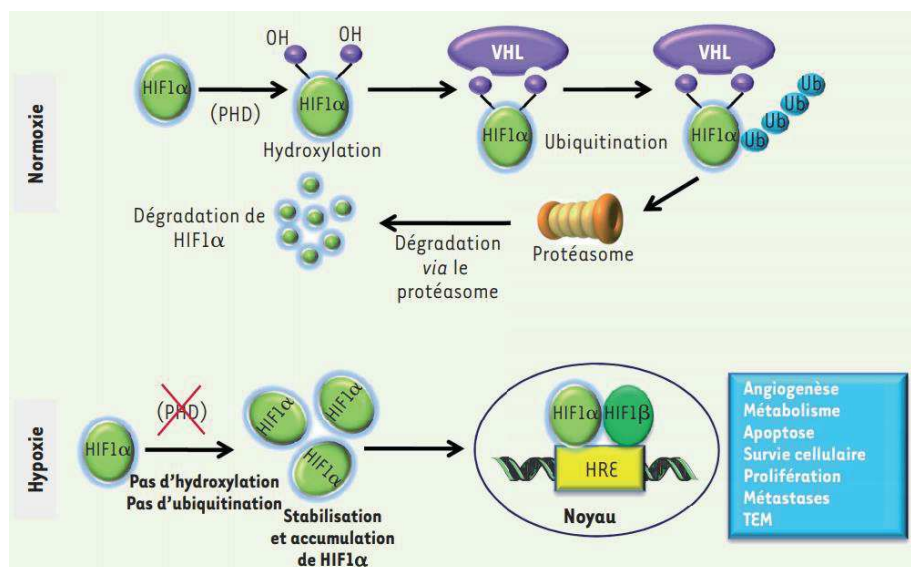 Normoxie
HIF1α
(PHD)
OH OH
HIF1α
Hydroxylation
VHL
HIF1α
Ubiquitination
VHL
HIF1α
Ub
Ub
Ub
Ub
Protéasome
Dégradation
via le
protéasome
Dégradation de
HIF1α
Hypoxie
HIF1α
(PHD)
Pas d'hydroxylation
Pas d'ubiquitination
HIF1α
HIF1α
HIF1α
Stabilisation
et accumulation
de HIF1α
HIF1α HIF1β
HRE
Noyau
Angiogenèse
Métabolisme
Apoptose
Survie cellulaire
Prolifération
Métastases
TEM